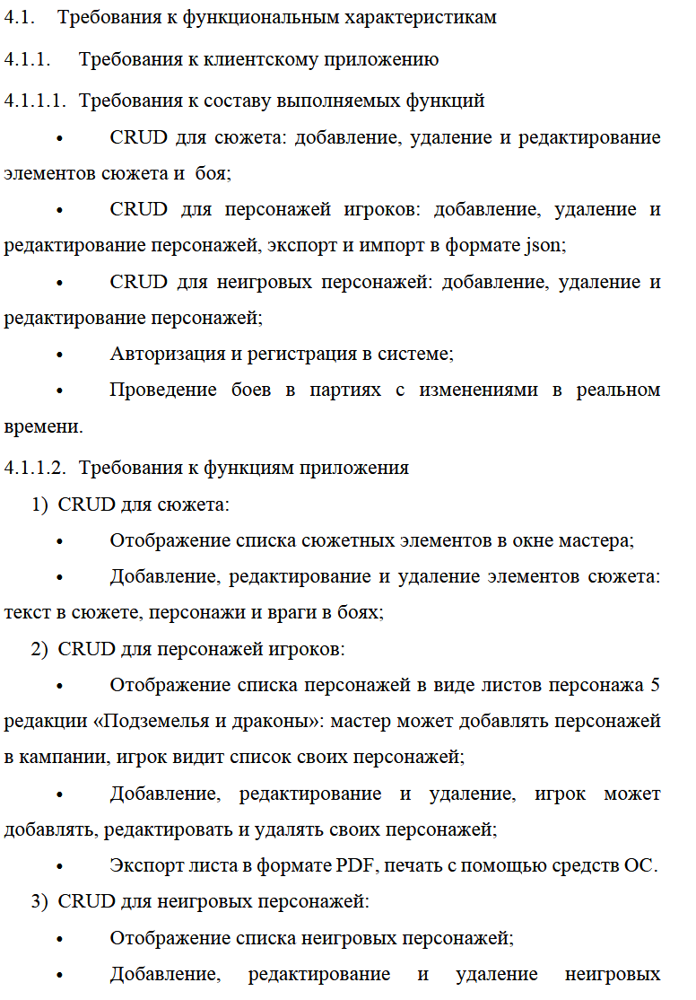 4.1. Требования к функциональным характеристикам
4.1.1. Требования к клиентскому приложению
4.1.1.1. Требования к составу выполняемых функций
• CRUD для сюжета: добавление, удаление и редактирование
элементов сюжета и  боя;
• CRUD для персонажей игроков: добавление, удаление и
редактирование персонажей, экспорт и импорт в формате json;
• CRUD для неигровых персонажей: добавление, удаление и
редактирование персонажей;
• Авторизация и регистрация в системе;
• Проведение боев в партиях с изменениями в реальном
времени.
4.1.1.2. Требования к функциям приложения
1) CRUD для сюжета:
• Отображение списка сюжетных элементов в окне мастера;
• Добавление, редактирование и удаление элементов сюжета:
текст в сюжете, персонажи и враги в боях;
2) CRUD для персонажей игроков:
• Отображение списка персонажей в виде листов персонажа 5
редакции «Подземелья и драконы»: мастер может добавлять персонажей
в кампании, игрок видит список своих персонажей;
• Добавление, редактирование и удаление, игрок может
добавлять, редактировать и удалять своих персонажей;
• Экспорт листа в формате PDF, печать с помощью средств ОС.
3) CRUD для неигровых персонажей:
• Отображение списка неигровых персонажей;
• Добавление, редактирование и удаление неигровых